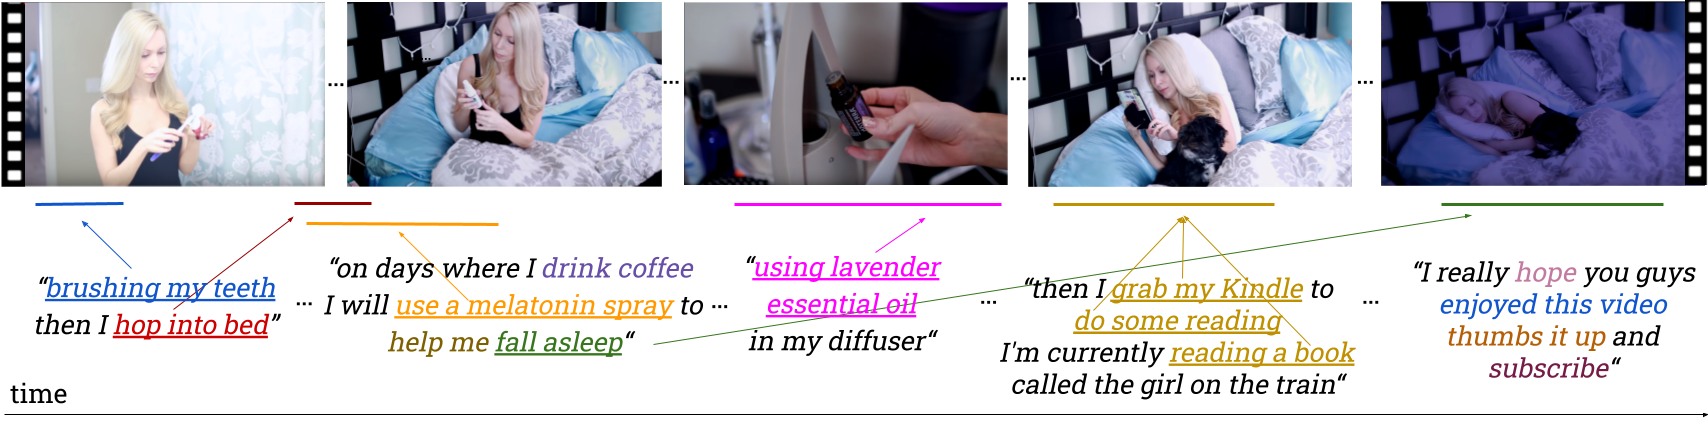 “brushing my teeth
then I hop into bed”
...
“on days where I drink coffee
I will use a melatonin spray to
help me fall asleep“
...
“using lavender
essential oil
in my diffuser“
...
“then I grab my Kindle to
do some reading
I'm currently reading a book
called the girl on the train“
...
“I really hope you guys
enjoyed this video
thumbs it up and
subscribe“
time